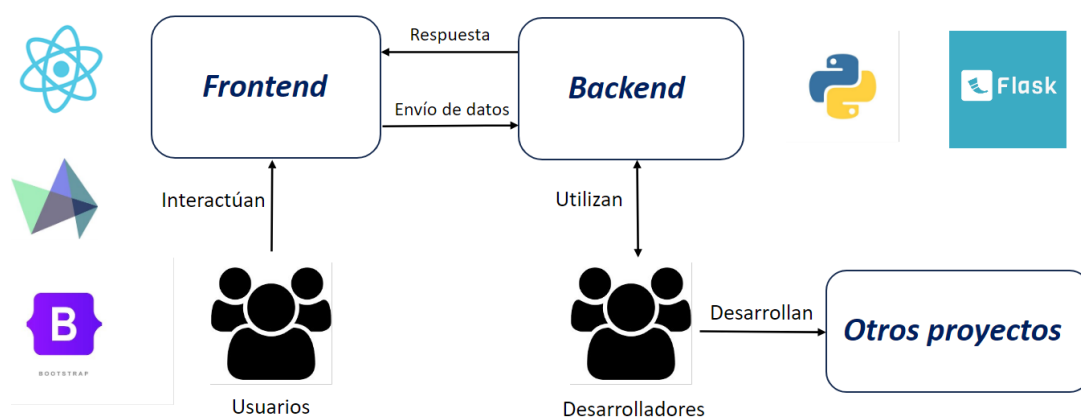 Respuesta
Frontend
Backend
Envío de datos
Flask
Interactúan
Utilizan
B
BOOTSTRAP
Desarrollan
Otros proyectos
Usuarios
Desarrolladores